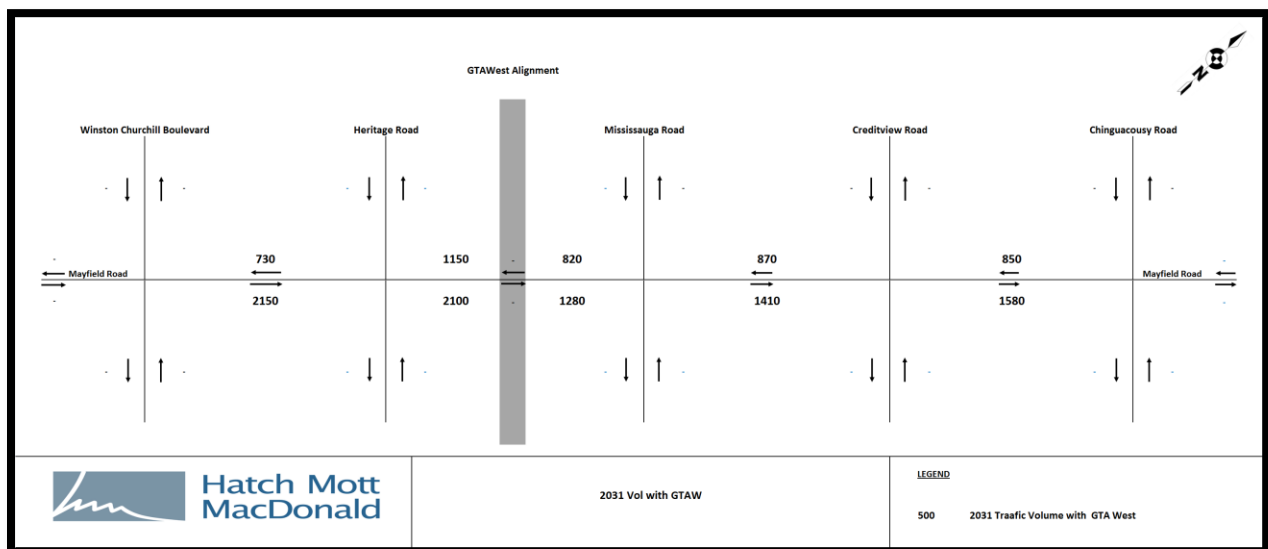 GTAWest Alignment
N
Winston Churchill Boulevard
Heritage Road
Mississauga Road
Creditview Road
Chinguacousy Road
- - - - - - - - - -
- 730 1150 - 820 870 850 -
Mayfield Road
Mayfield Road
- 2150 2100 - 1280 1410 1580 -
- - - - - - - - - -
Hatch Mott
MacDonald
2031 Vol with GTAW
LEGEND
500 2031 Traafic Volume with GTA West